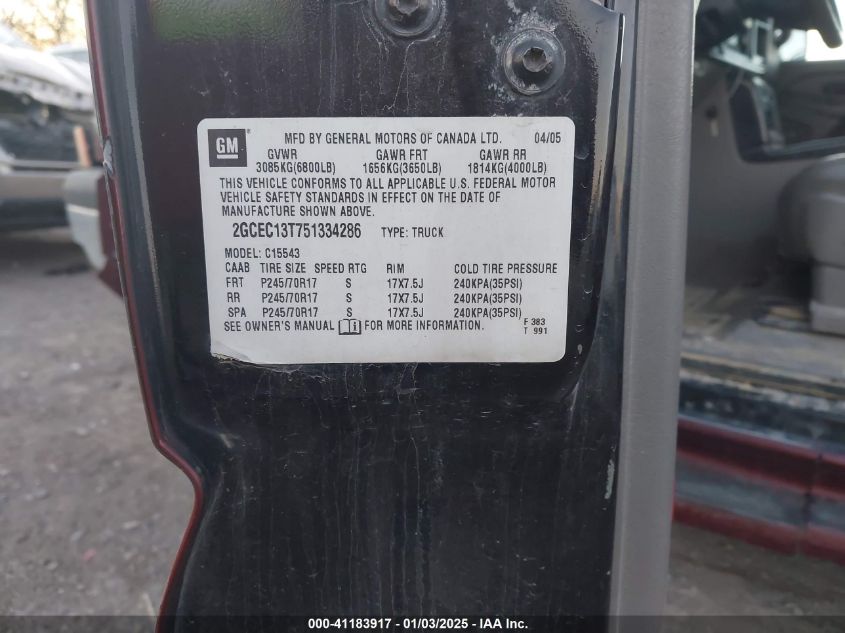 GM ® MFD BY GENERAL MOTORS OF CANADA LTD. 04/05
GVWR GAWR FRT GAWR RR
3085KG(6800LB) 1656KG(3650LB) 1814KG(4000LB)
THIS VEHICLE CONFORMS TO ALL APPLICABLE U.S. FEDERAL MOTOR
VEHICLE SAFETY STANDARDS IN EFFECT ON THE DATE OF
MANUFACTURE SHOWN ABOVE.
2GCEC13T751334286 TYPE: TRUCK
MODEL: C15543
CAAB TIRE SIZE SPEED RTG RIM COLD TIRE PRESSURE
FRT P245/70R17 S 17X7.5J 240KPA(35PSI)
RR P245/70R17 S 17X7.5J 240KPA(35PSI)
SPA P245/70R17 S 17X7.5J 240KPA(35PSI)
SEE OWNER'S MANUAL FOR MORE INFORMATION.
F 383
T 991
000-41183917 - 01/03/2025 - IAA Inc.